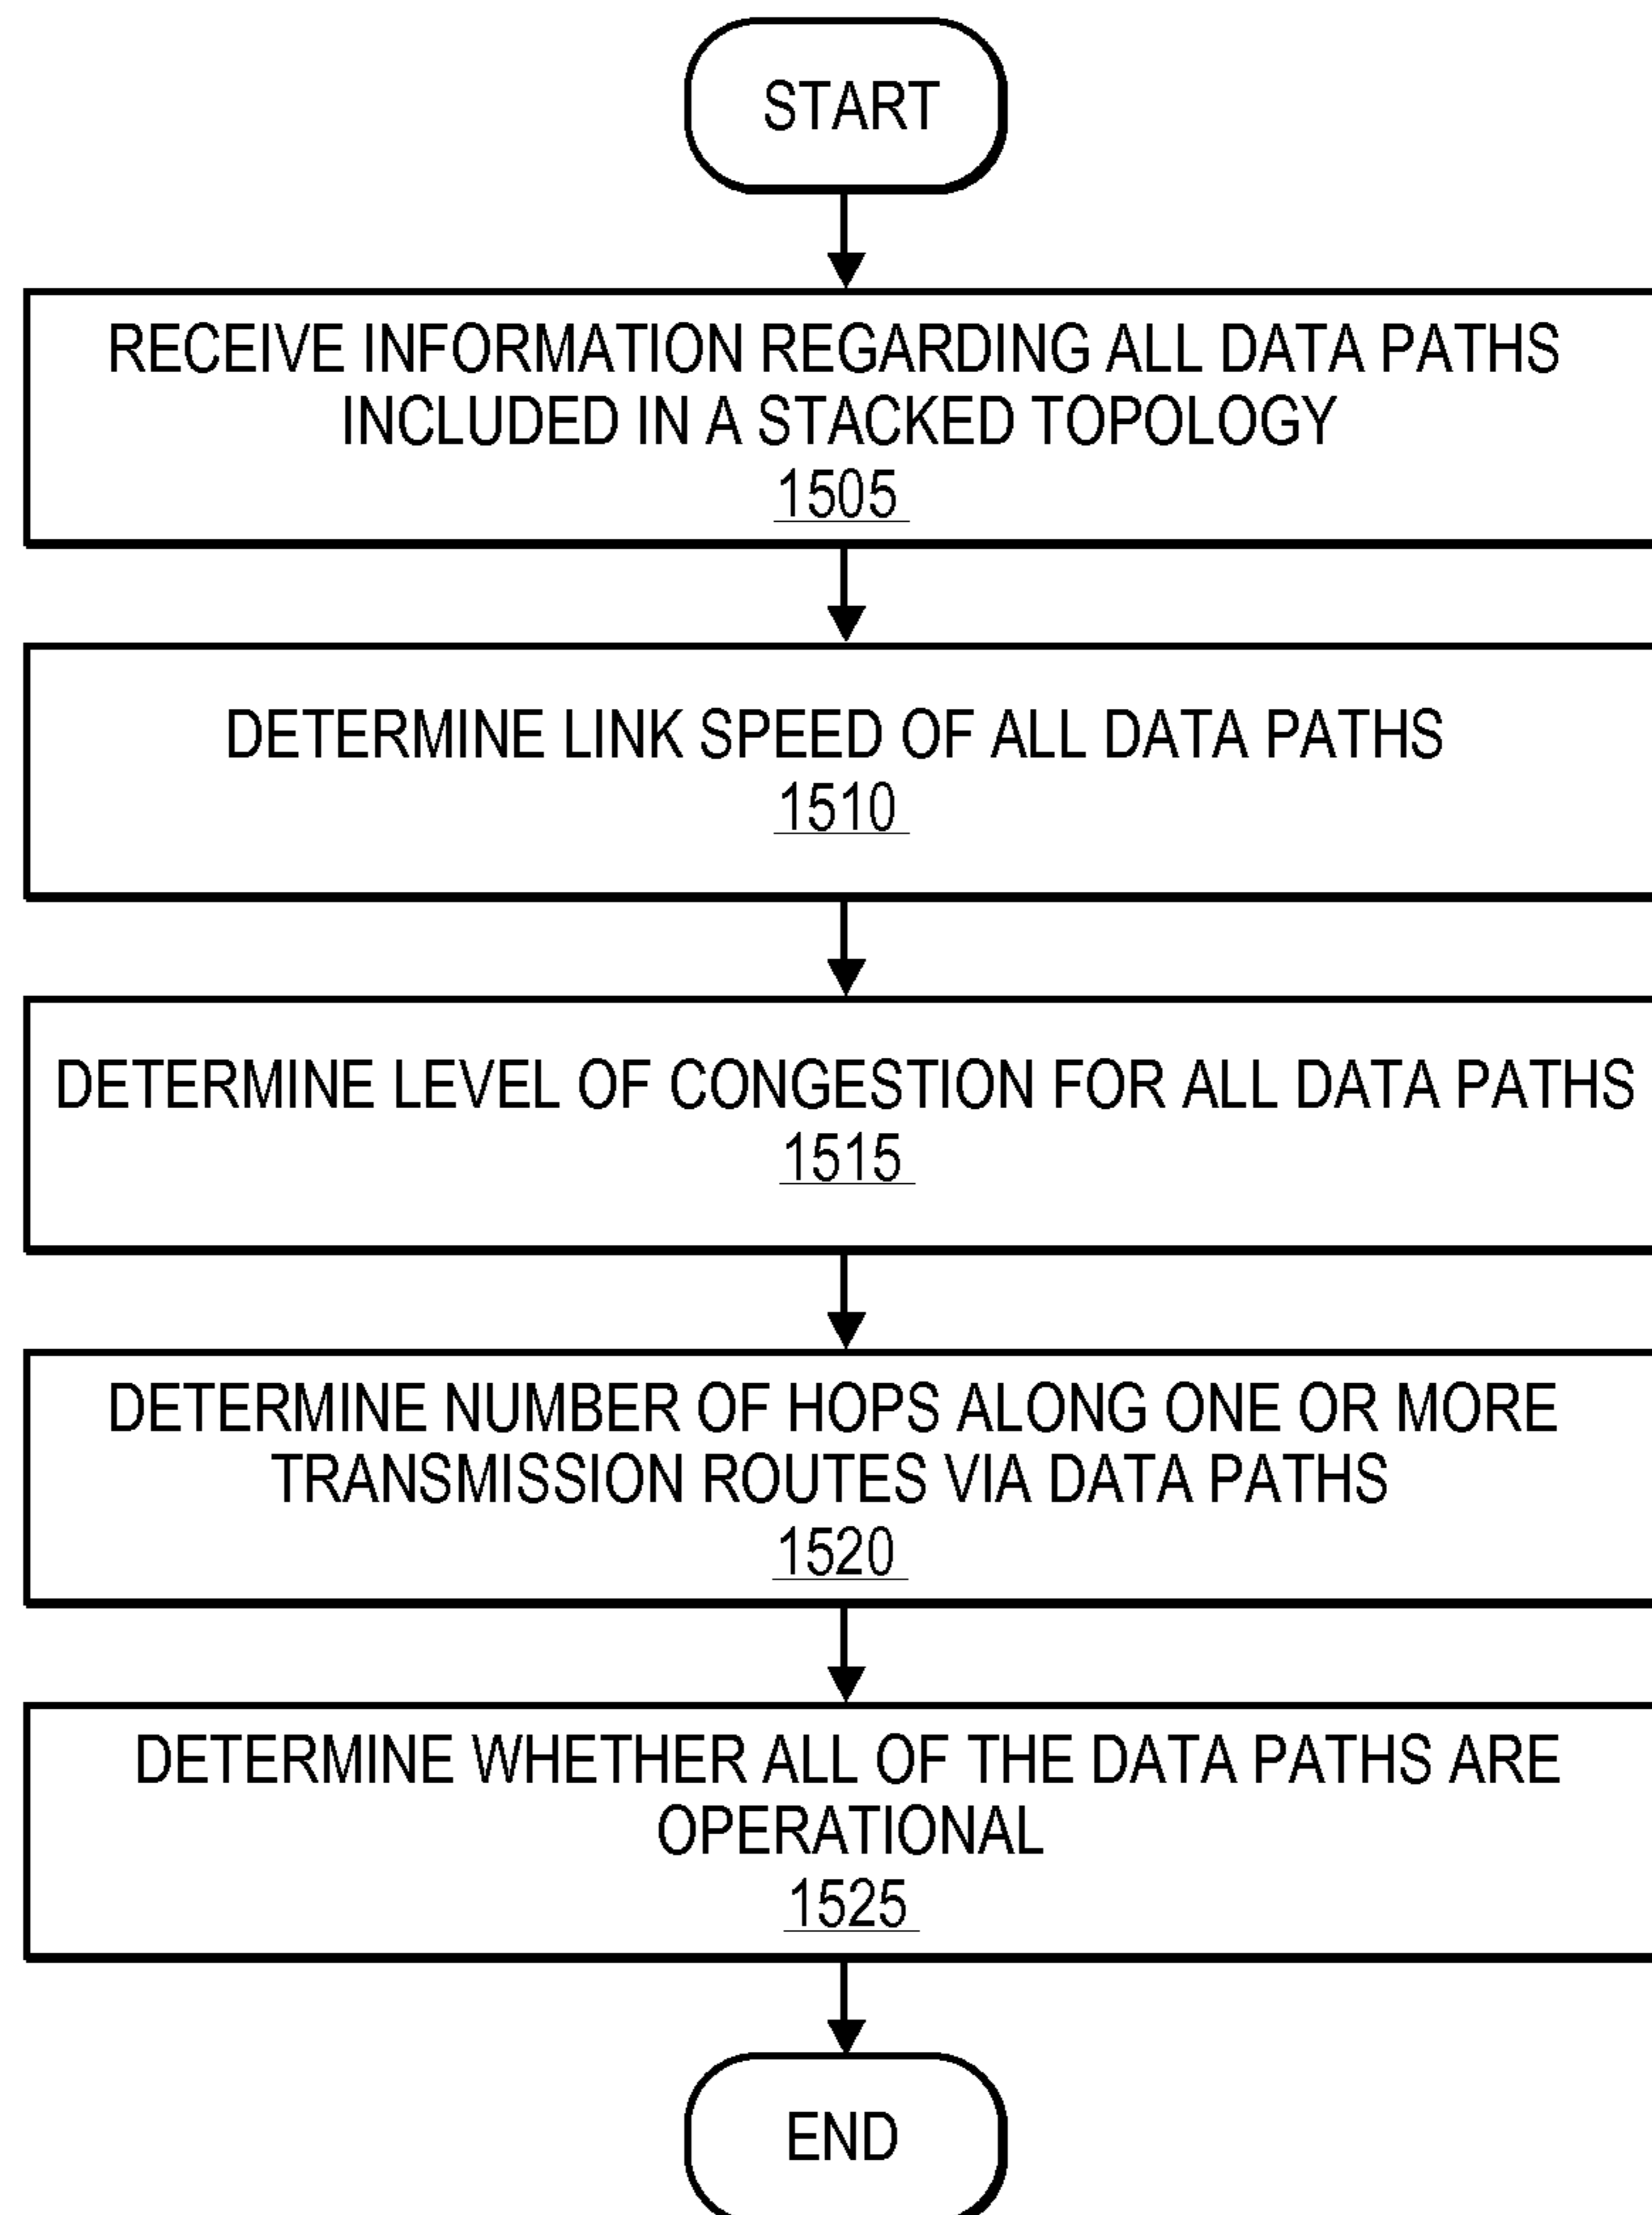 START
RECEIVE INFORMATION REGARDING ALL DATA PATHS
INCLUDED IN A STACKED TOPOLOGY
1505
DETERMINE LINK SPEED OF ALL DATA PATHS
1510
DETERMINE LEVEL OF CONGESTION FOR ALL DATA PATHS
1515
DETERMINE NUMBER OF HOPS ALONG ONE OR MORE
TRANSMISSION ROUTES VIA DATA PATHS
1520
DETERMINE WHETHER ALL OF THE DATA PATHS ARE
OPERATIONAL
1525
END